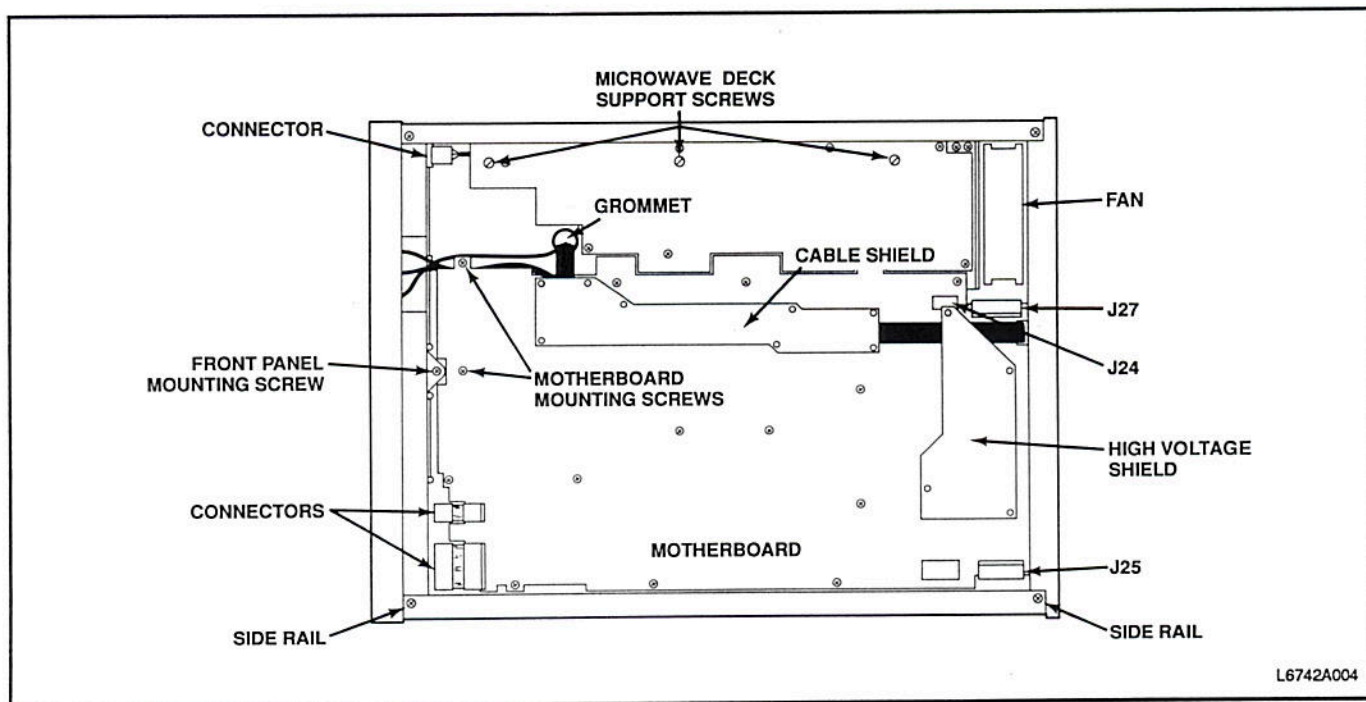 MICROWAVE DECK
SUPPORT SCREWS
CONNECTOR
GROMMET
FAN
CABLE SHIELD
J27
FRONT PANEL
MOUNTING SCREW
MOTHERBOARD
MOUNTING SCREWS
J24
HIGH VOLTAGE
SHIELD
CONNECTORS
MOTHERBOARD
J25
SIDE RAIL
SIDE RAIL
L6742A004